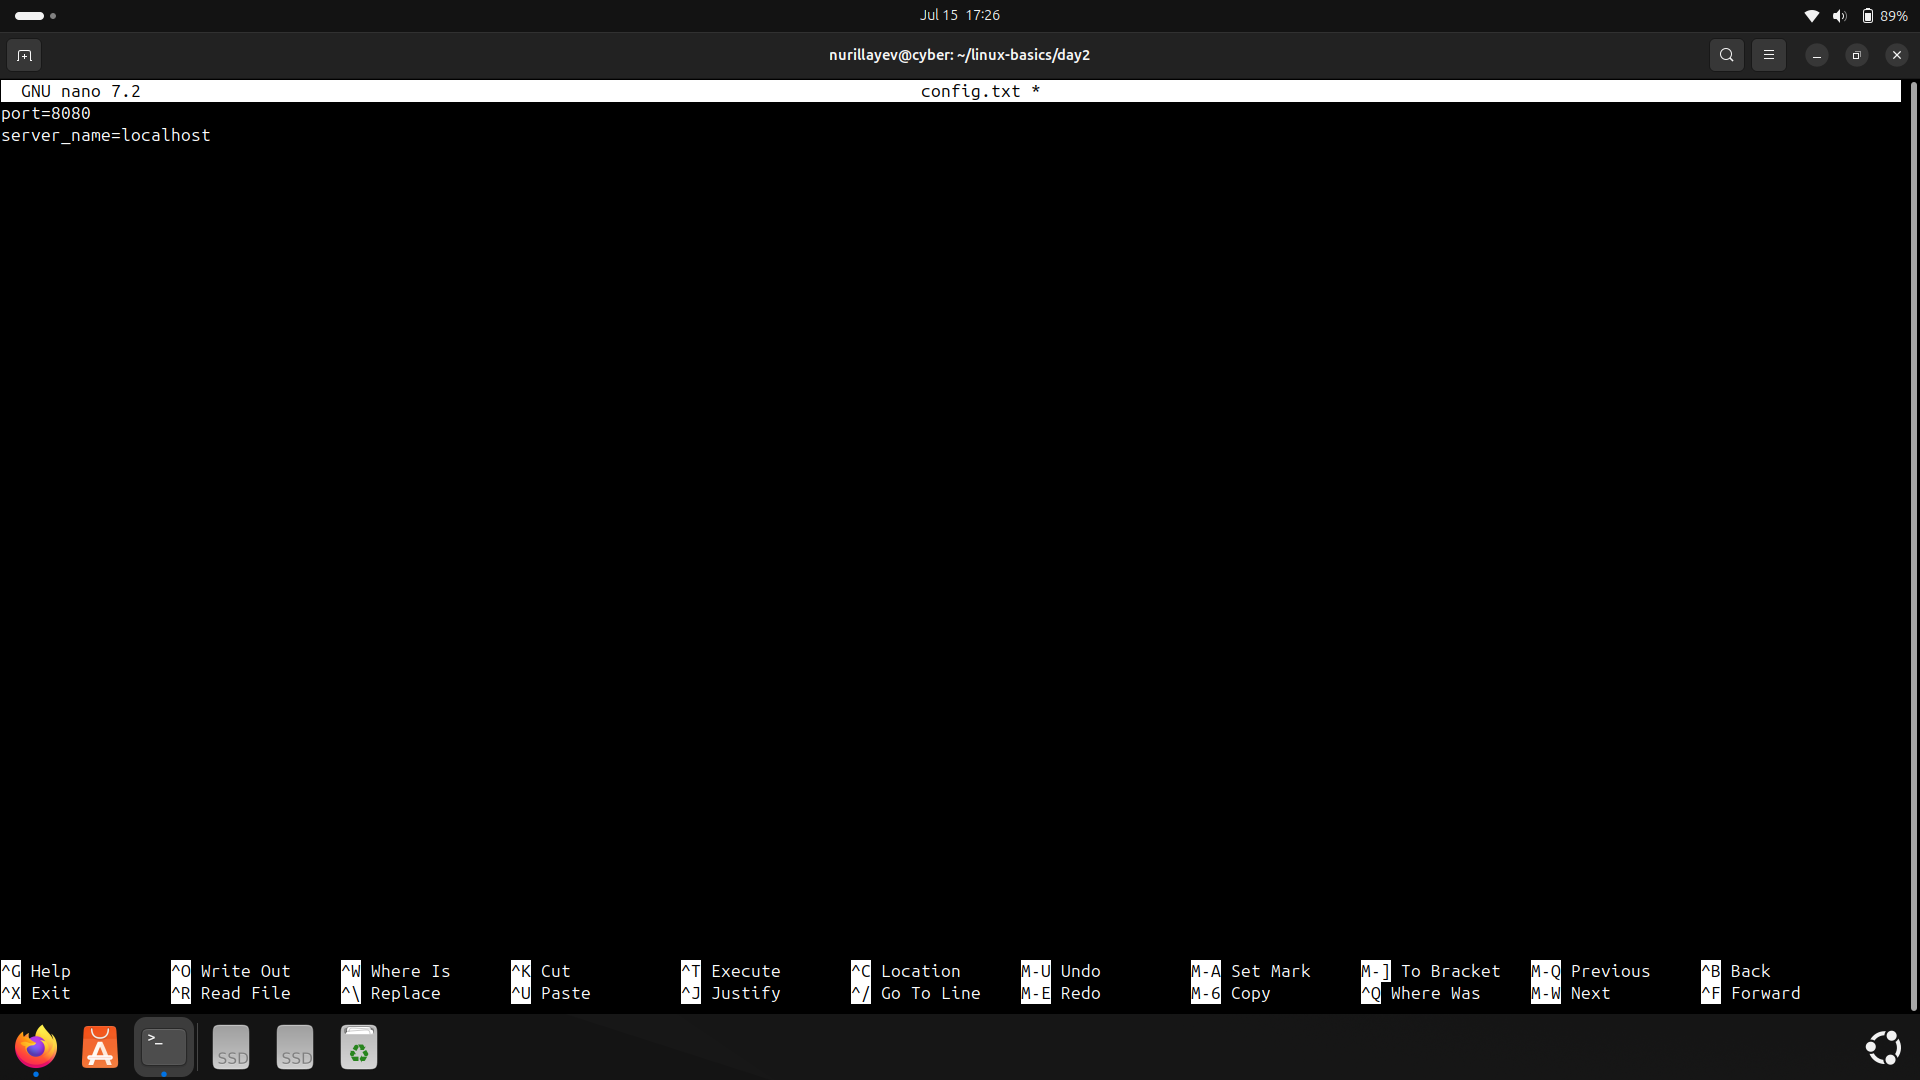 Jul 15 17:26
89%
nurillayev@cyber: ~/linux-basics/day2
GNU nano 7.2 config.txt *
port=8080
server_name=localhost
^G Help ^O Write Out ^W Where Is ^K Cut ^T Execute ^C Location M-U Undo M-A Set Mark M-] To Bracket M-Q Previous ^B Back
^X Exit ^R Read File ^\ Replace ^U Paste ^J Justify ^/ Go To Line M-E Redo M-6 Copy ^Q Where Was M-W Next ^F Forward
>_
SSD SSD